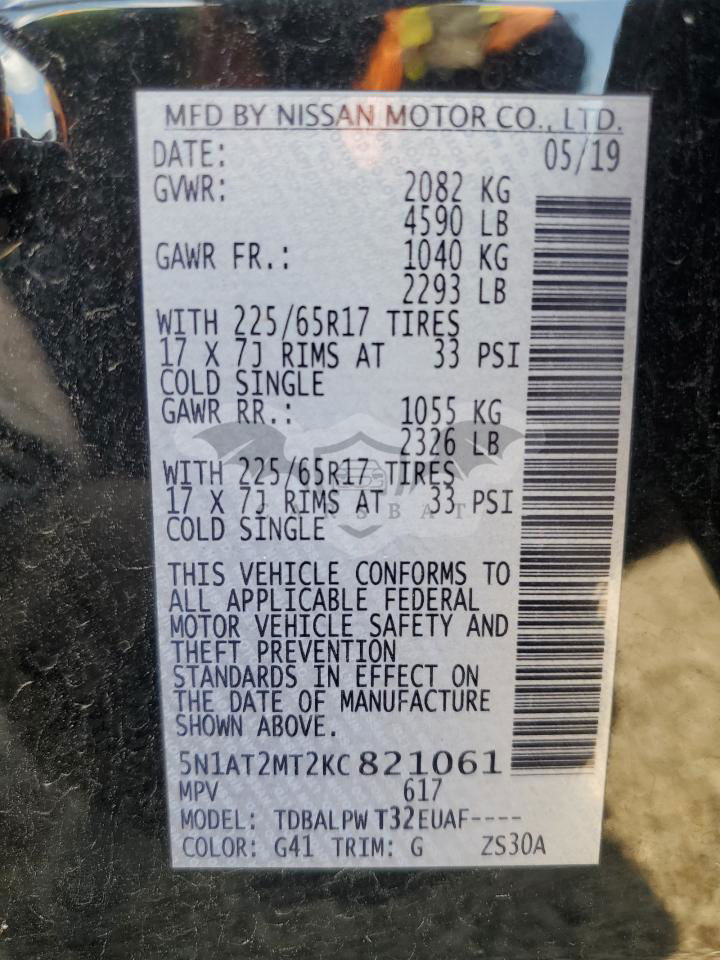 MFD BY NISSAN MOTOR CO., LTD.
DATE: 05/19
GVWR: 2082 KG
4590 LB
GAWR FR.: 1040 KG
2293 LB
WITH 225/65R17 TIRES
17 X 7J RIMS AT 33 PSI
COLD SINGLE
GAWR RR.: 1055 KG
2326 LB
WITH 225/65R17 TIRES
17 X 7J RIMS AT 33 PSI
CARSBAT
COLD SINGLE
THIS VEHICLE CONFORMS TO
ALL APPLICABLE FEDERAL
MOTOR VEHICLE SAFETY AND
THEFT PREVENTION
STANDARDS IN EFFECT ON
THE DATE OF MANUFACTURE
SHOWN ABOVE.
5N1AT2MT2KC821061
MPV 617
MODEL: TDBALPW T32EUAF----
COLOR: G41 TRIM: G ZS30A